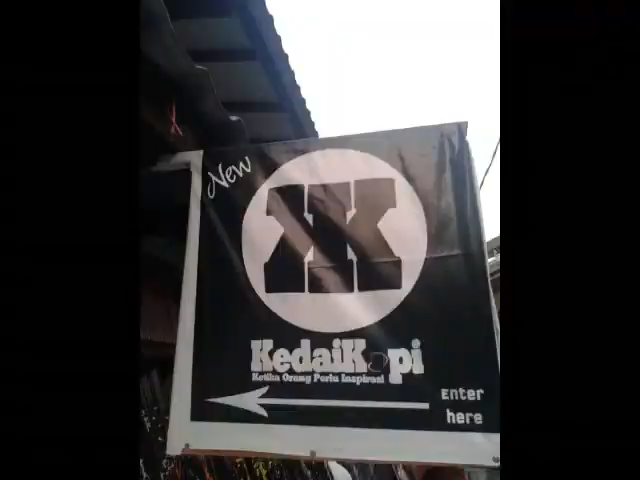 New
KK
KedaiKopi
Ketika Orang Perlu Inspirasi
Enter
here